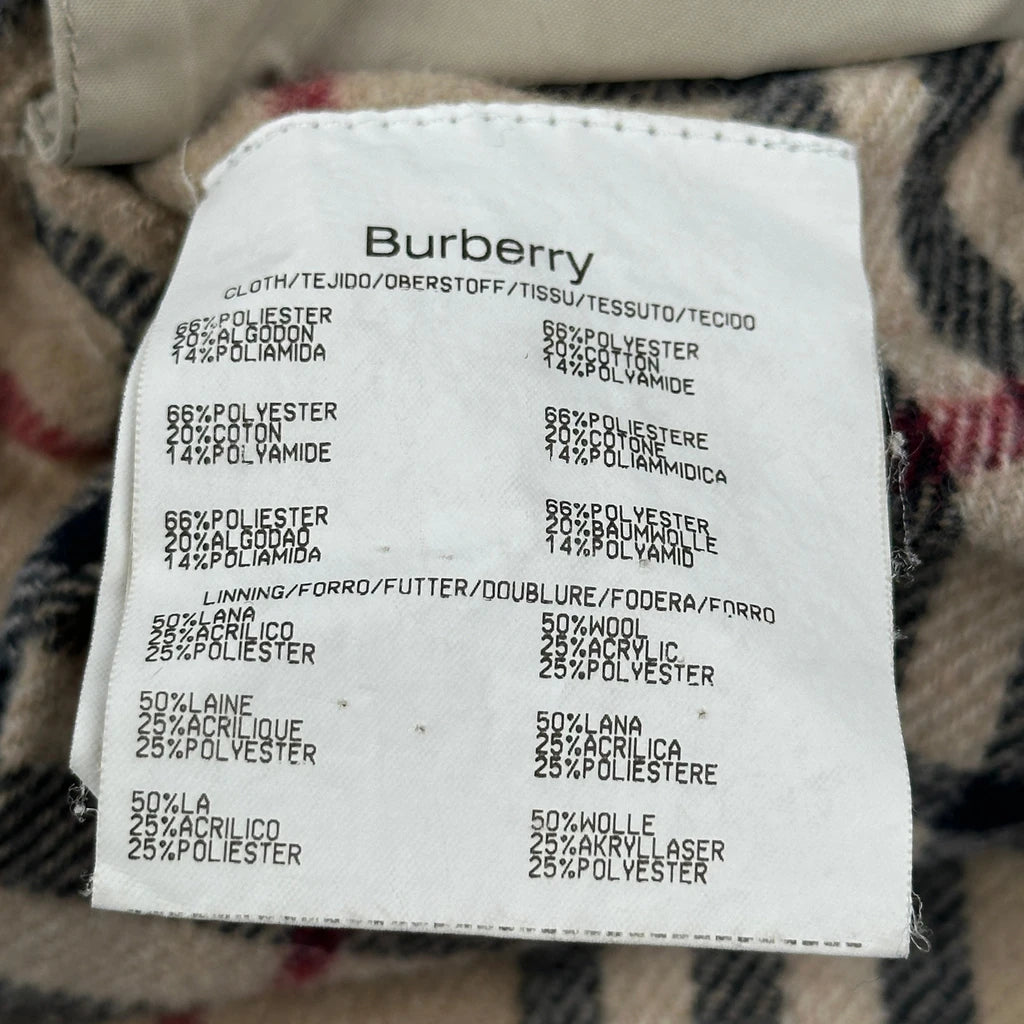 Burberry
CLOTH/TEJIDO/OBERSTOFF/TISSU/TESSUTO/TECIDO
66%POLIESTER
20%ALGODON
14%POLIAMIDA
66%POLYESTER
20%COTTON
14%POLYAMIDE
66%POLYESTER
20%COTON
14%POLYAMIDE
66%POLIESTERE
20%COTONE
14%POLIAMMIDICA
66%POLIESTER
20%ALGODAO
14%POLIAMIDA
66%POLYESTER
20%BAUMWOLLE
14%POLYAMID
LINNING/FORRO/FUTTER/DOUBLURE/FODERA/FORRO
50%LANA
25%ACRILICO
25%POLIESTER
50%WOOL
25%ACRYLIC
25%POLYESTER
50%LAINE
25%ACRILIQUE
25%POLYESTER
50%LANA
25%ACRILICA
25%POLIESTERE
50%LA
25%ACRILICO
25%POLIESTER
50%WOLLE
25%AKRYLLASER
25%POLYESTER